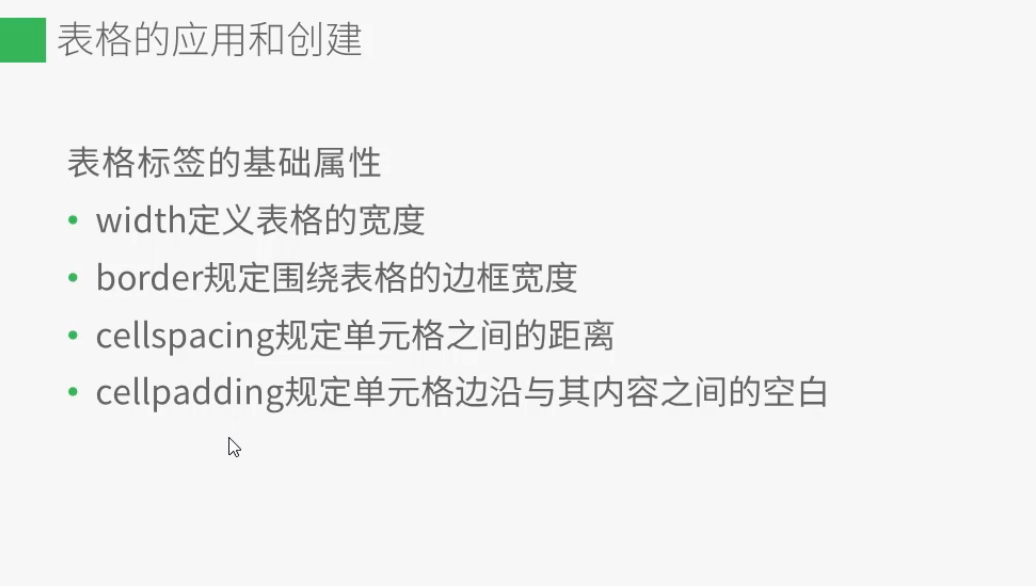 表格的应用和创建
表格标签的基础属性
• width定义表格的宽度
• border规定围绕表格的边框宽度
• cellspacing规定单元格之间的距离
• cellpadding规定单元格边沿与其内容之间的空白